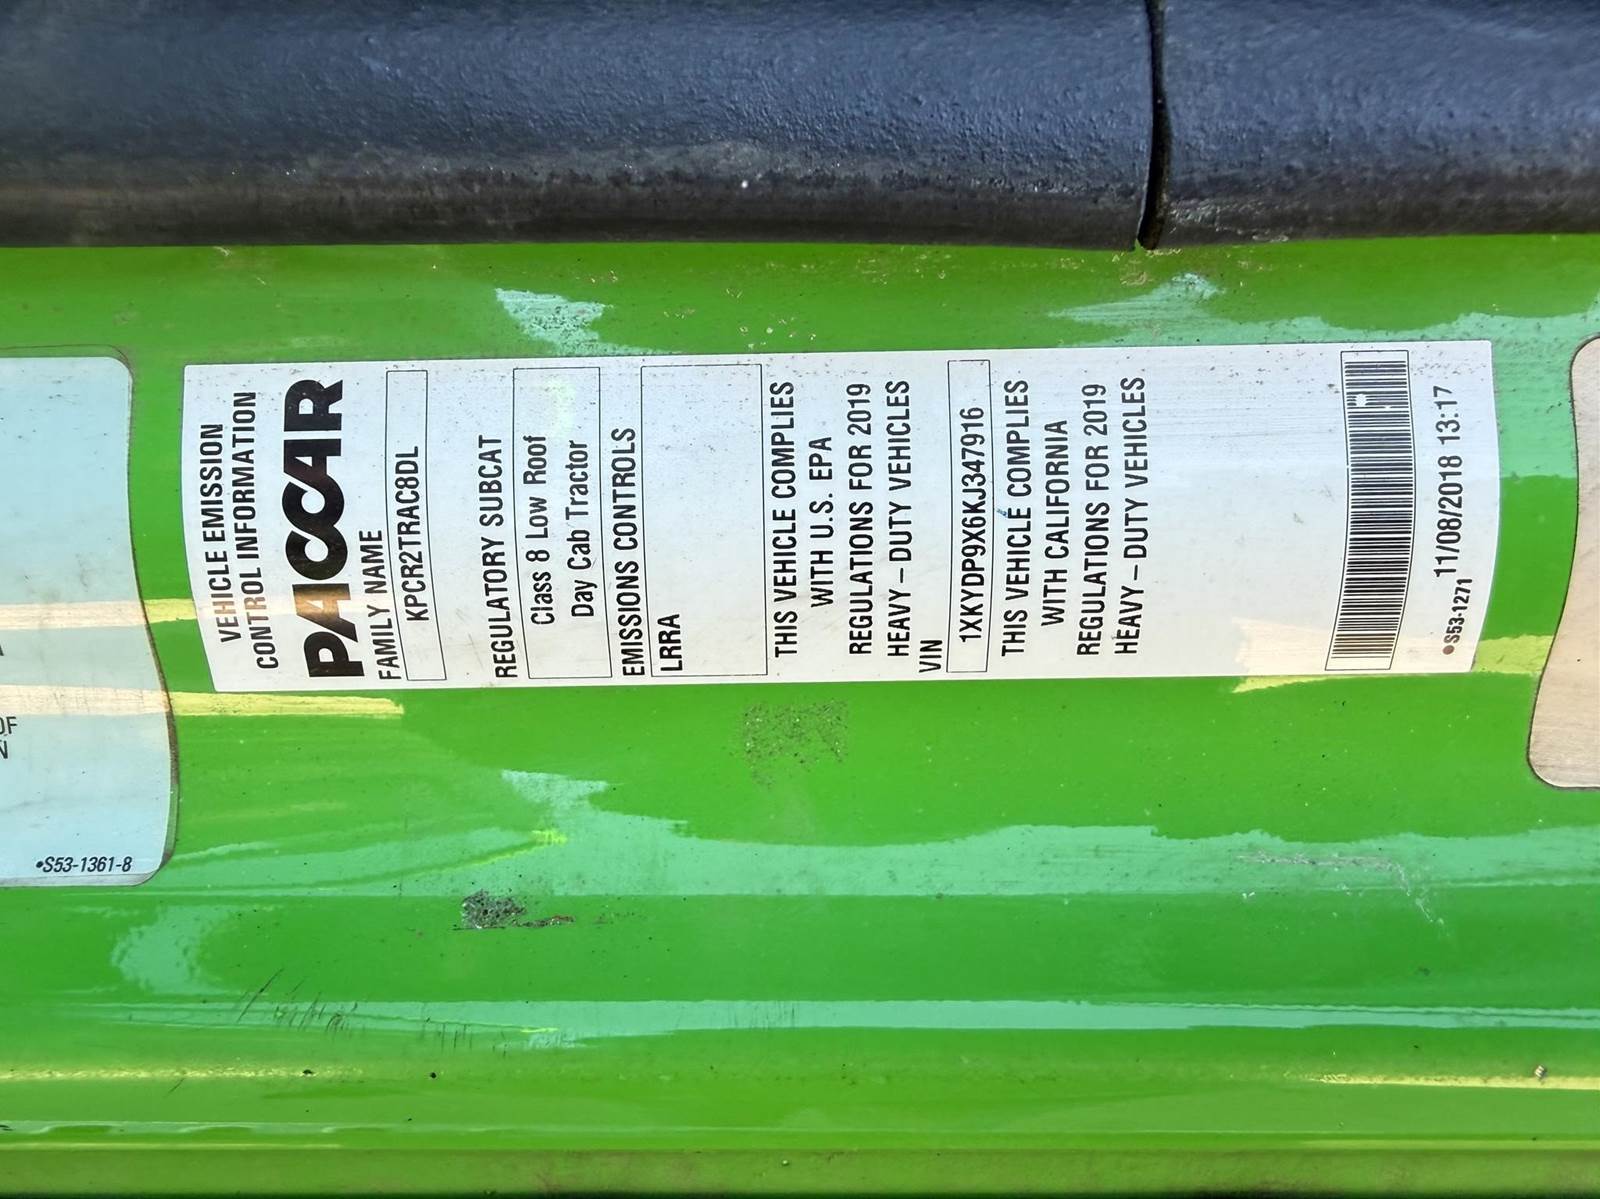 VEHICLE EMISSION
CONTROL INFORMATION
PACCAR
FAMILY NAME
KPCR2TRAC8DL
REGULATORY SUBCAT
Class 8 Low Roof
Day Cab Tractor
EMISSIONS CONTROLS
LRRA
THIS VEHICLE COMPLIES
WITH U.S. EPA
REGULATIONS FOR 2019
HEAVY – DUTY VEHICLES
VIN
1XKYDP9X6KJ347916
THIS VEHICLE COMPLIES
WITH CALIFORNIA
REGULATIONS FOR 2019
HEAVY – DUTY VEHICLES
11/08/2018 13:17
•S53-1271
OF
•S53-1361-8